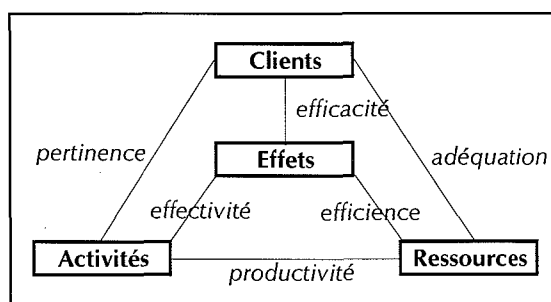 Clients
efficacité
pertinence
Effets
adéquation
effectivité
efficience
Activités
productivité
Ressources